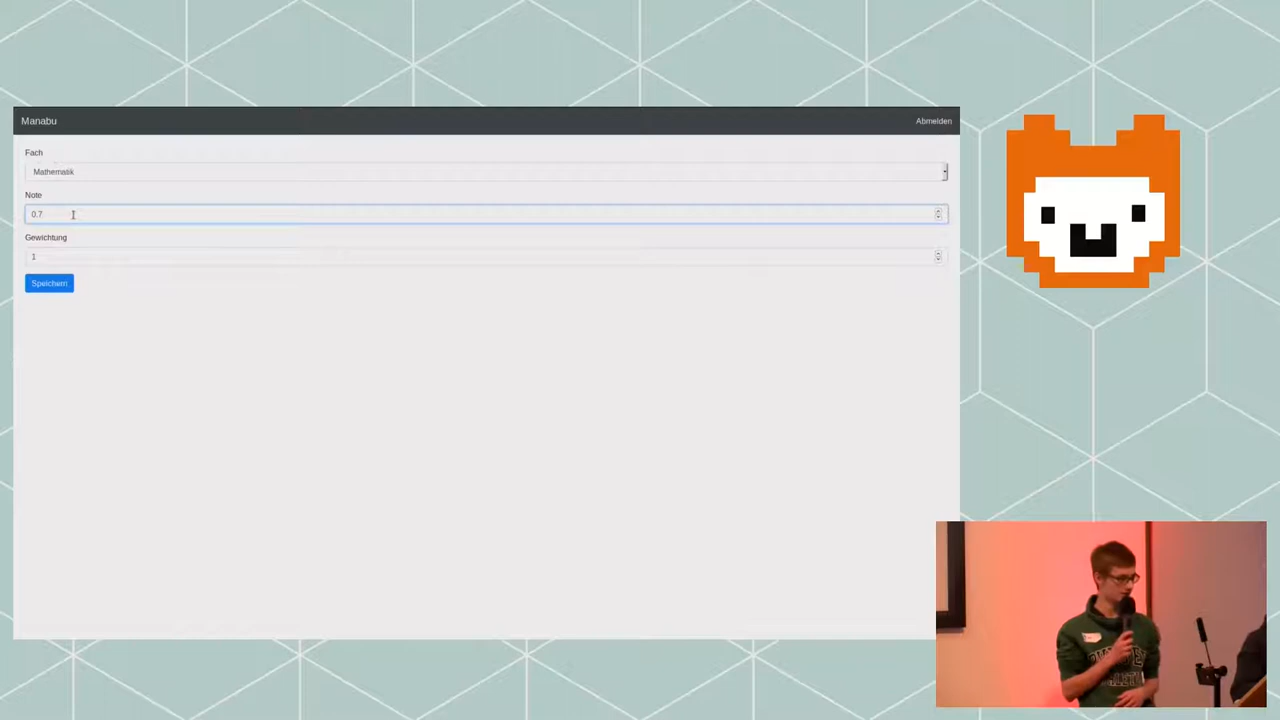 Manabu
Abmelden
Fach
Mathematik
Note
0.7
Gewichtung
1
Speichern